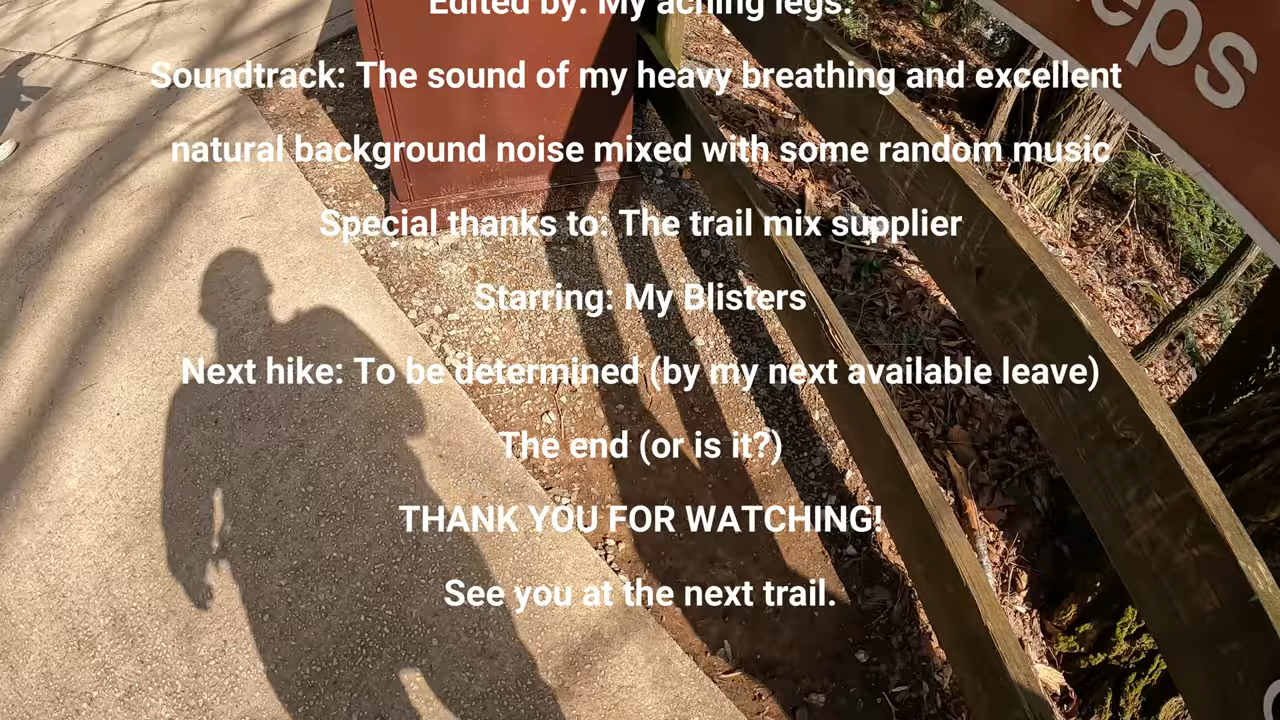 Edited by: My aching legs.
Soundtrack: The sound of my heavy breathing and excellent
natural background noise mixed with some random music
Special thanks to: The trail mix supplier
Starring: My Blisters
Next hike: To be determined (by my next available leave)
The end (or is it?)
THANK YOU FOR WATCHING!
See you at the next trail.